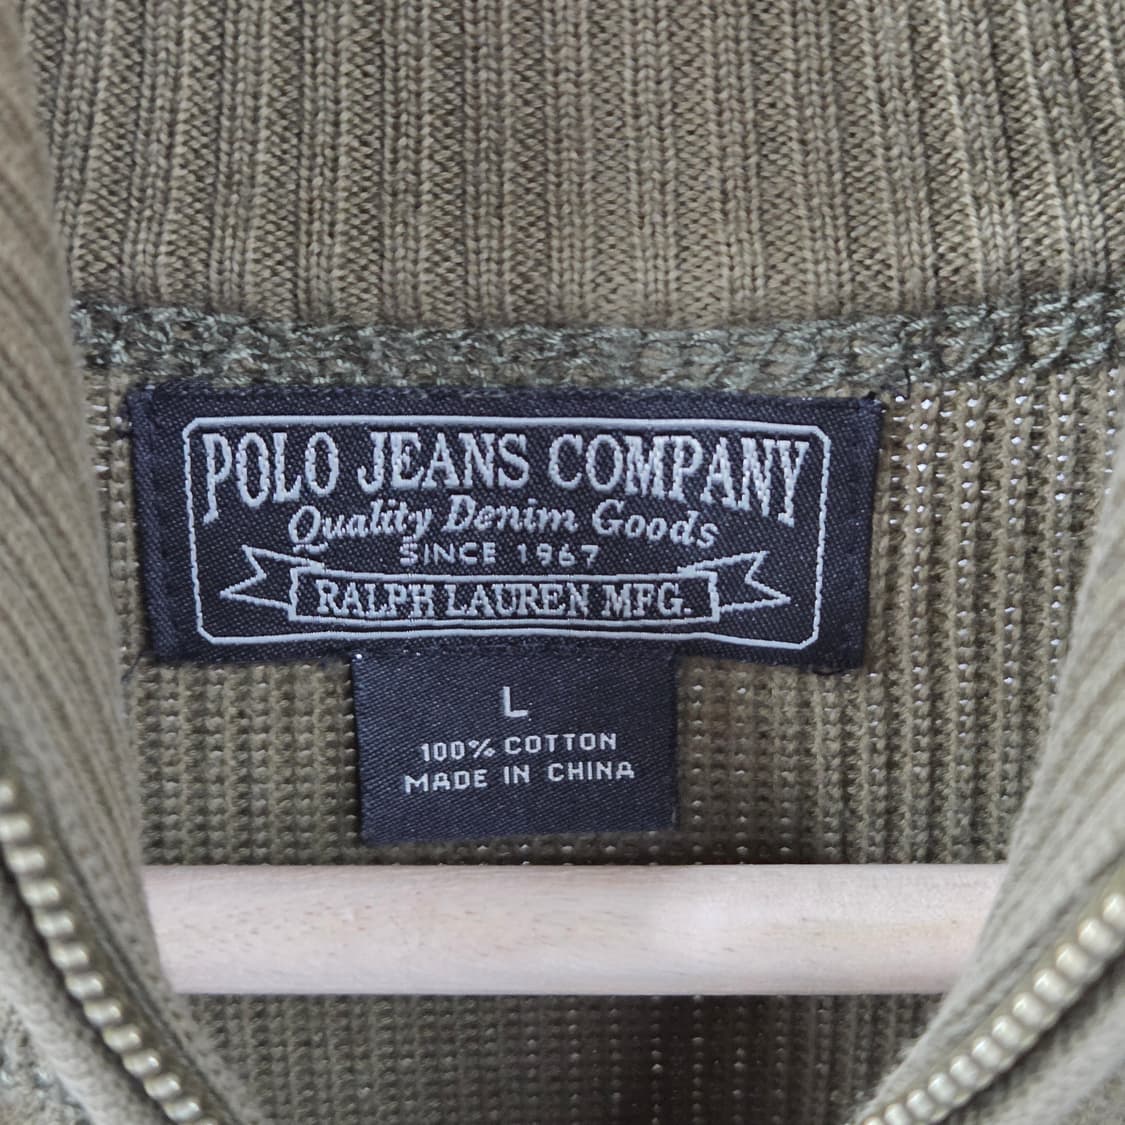 POLO JEANS COMPANY
Quality Denim Goods
SINCE 1967
RALPH LAUREN MFG.
L
100% COTTON
MADE IN CHINA